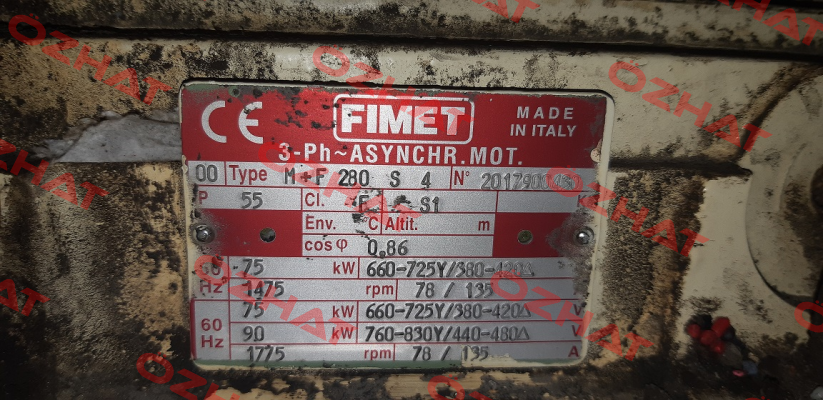 OZHAT
CE FIMET MADE IN ITALY
3-Ph~ASYNCHR.MOT.
00 Type M+F 280 S 4 N°
IP 55 Cl. F S1
Env. °C Altit. m
cos φ 0,86
Hz 75 kW 660-725Y/380-420Δ
1475 rpm 78 / 135
60 Hz 75 kW 660-725Y/380-420Δ V
90 kW 760-830Y/440-480Δ V
1775 rpm 78 / 135 A